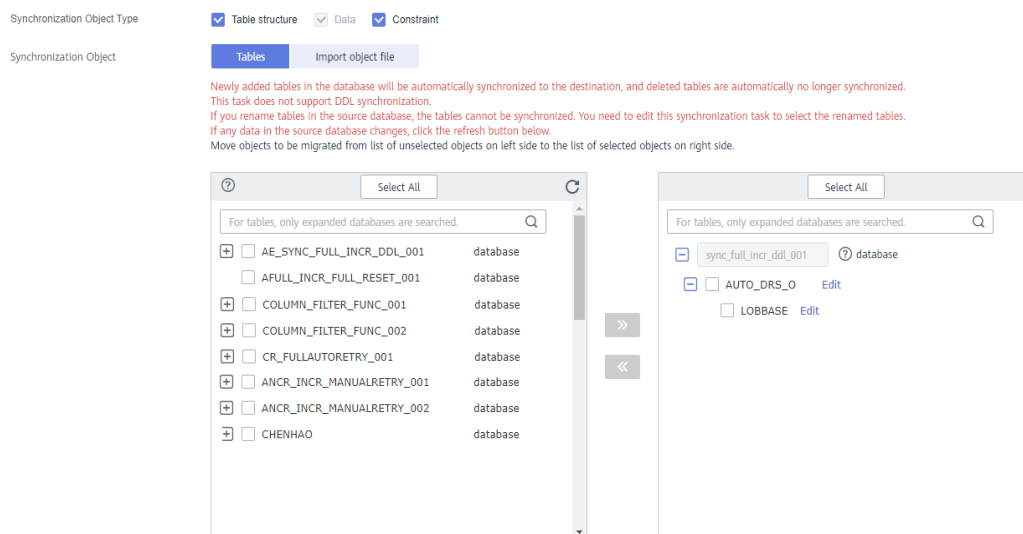 Synchronization Object Type
Table structure
Data
Constraint
Synchronization Object
Tables
Import object file
Newly added tables in the database will be automatically synchronized to the destination, and deleted tables are automatically no longer synchronized.
This task does not support DDL synchronization.
If you rename tables in the source database, the tables cannot be synchronized. You need to edit this synchronization task to select the renamed tables.
If any data in the source database changes, click the refresh button below.
Move objects to be migrated from list of unselected objects on left side to the list of selected objects on right side.
Select All
For tables, only expanded databases are searched.
AE_SYNC_FULL_INCR_DDL_001 database
AFULL_INCR_FULL_RESET_001 database
COLUMN_FILTER_FUNC_001 database
COLUMN_FILTER_FUNC_002 database
CR_FULLAUTORETRY_001 database
ANCR_INCR_MANUALRETRY_001 database
ANCR_INCR_MANUALRETRY_002 database
CHENHAO database
Select All
For tables, only expanded databases are searched.
sync_full_incr_ddl_001 database
AUTO_DRS_O Edit
LOBBASE Edit